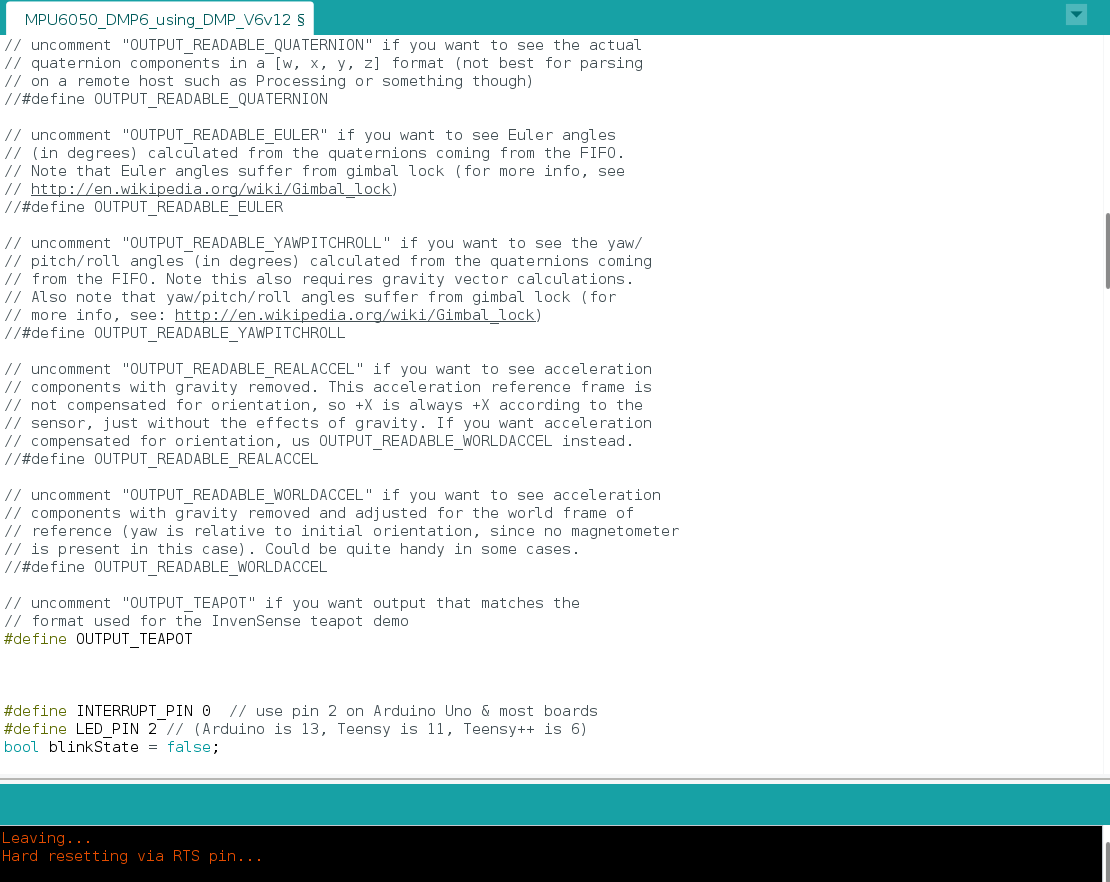 MPU6050_DMP6_using_DMP_V6v12 §
// uncomment "OUTPUT_READABLE_QUATERNION" if you want to see the actual
// quaternion components in a [w, x, y, z] format (not best for parsing
// on a remote host such as Processing or something though)
//#define OUTPUT_READABLE_QUATERNION
// uncomment "OUTPUT_READABLE_EULER" if you want to see Euler angles
// (in degrees) calculated from the quaternions coming from the FIFO.
// Note that Euler angles suffer from gimbal lock (for more info, see
// http://en.wikipedia.org/wiki/Gimbal_lock)
//#define OUTPUT_READABLE_EULER
// uncomment "OUTPUT_READABLE_YAWPITCHROLL" if you want to see the yaw/
// pitch/roll angles (in degrees) calculated from the quaternions coming
// from the FIFO. Note this also requires gravity vector calculations.
// Also note that yaw/pitch/roll angles suffer from gimbal lock (for
// more info, see: http://en.wikipedia.org/wiki/Gimbal_lock)
//#define OUTPUT_READABLE_YAWPITCHROLL
// uncomment "OUTPUT_READABLE_REALACCEL" if you want to see acceleration
// components with gravity removed. This acceleration reference frame is
// not compensated for orientation, so +X is always +X according to the
// sensor, just without the effects of gravity. If you want acceleration
// compensated for orientation, us OUTPUT_READABLE_WORLDACCEL instead.
//#define OUTPUT_READABLE_REALACCEL
// uncomment "OUTPUT_READABLE_WORLDACCEL" if you want to see acceleration
// components with gravity removed and adjusted for the world frame of
// reference (yaw is relative to initial orientation, since no magnetometer
// is present in this case). Could be quite handy in some cases.
//#define OUTPUT_READABLE_WORLDACCEL
// uncomment "OUTPUT_TEAPOT" if you want output that matches the
// format used for the InvenSense teapot demo
#define OUTPUT_TEAPOT
#define INTERRUPT_PIN 0  // use pin 2 on Arduino Uno & most boards
#define LED_PIN 2 // (Arduino is 13, Teensy is 11, Teensy++ is 6)
bool blinkState = false;
Leaving...
Hard resetting via RTS pin...